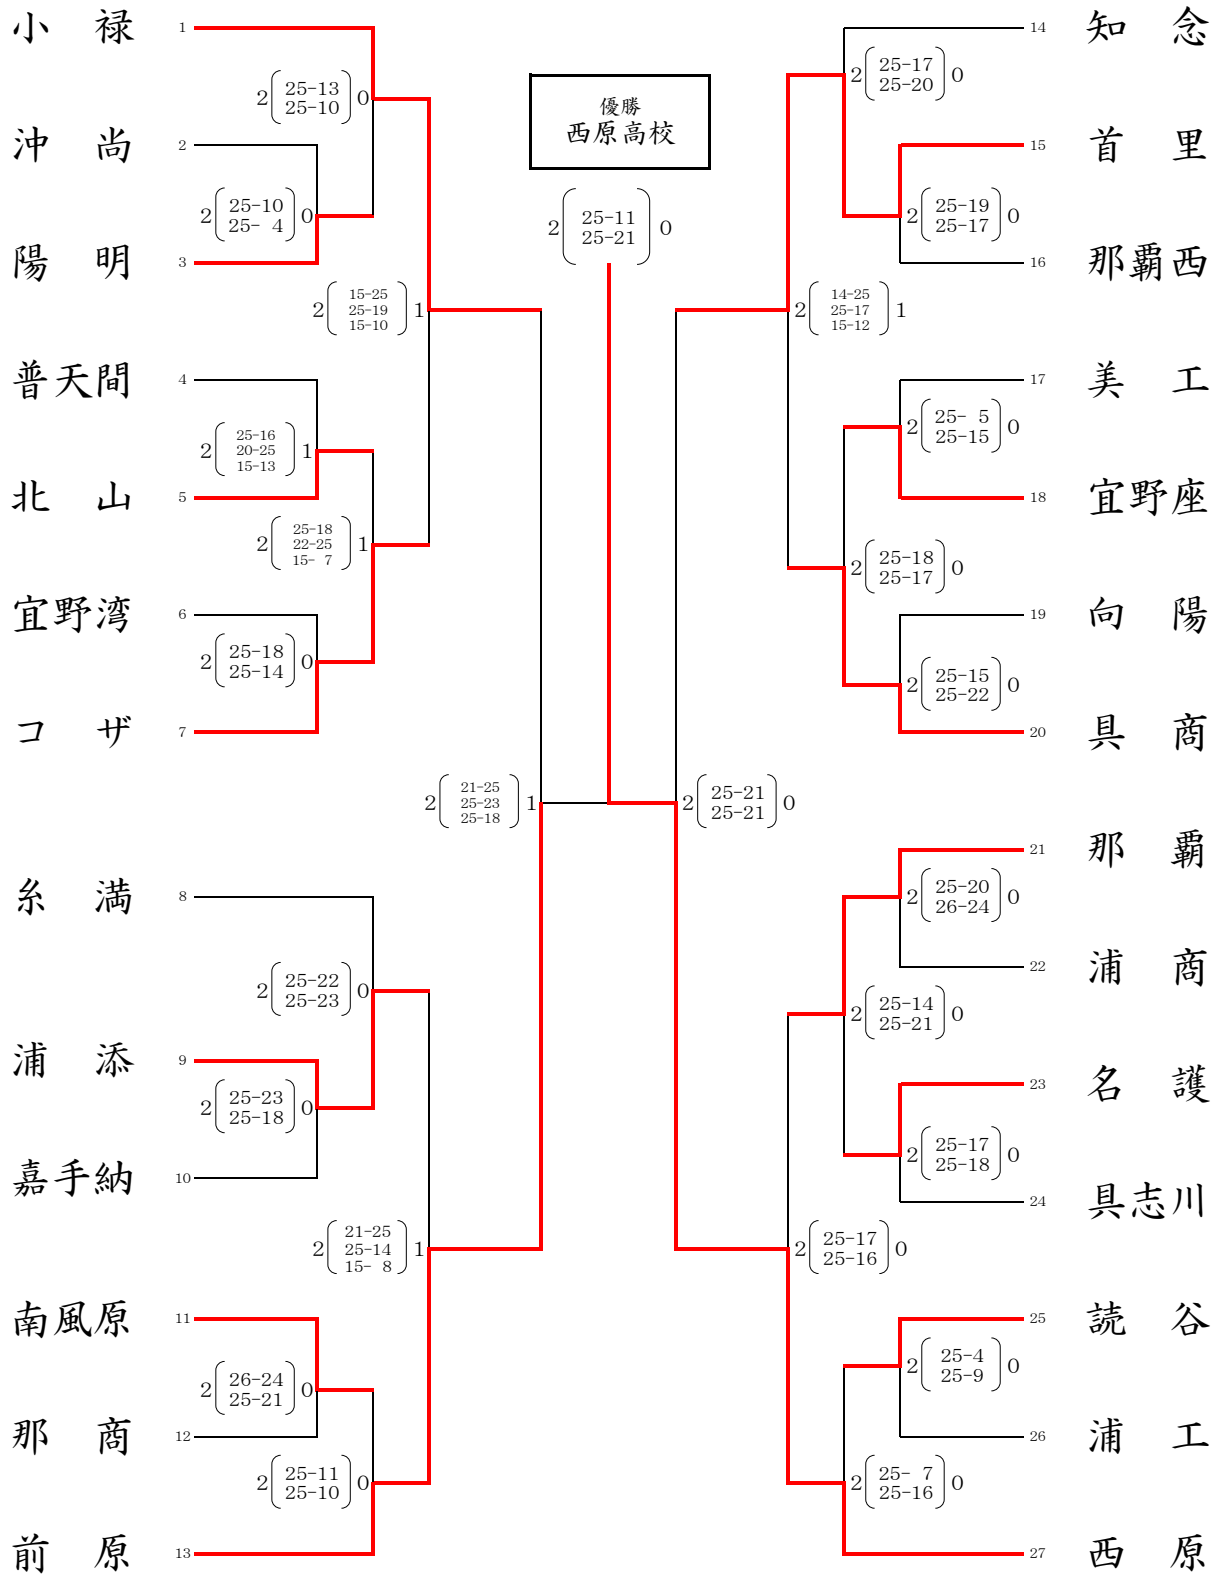 優勝
西原高校
2 25-11 0
25-21
小 禄 1
2 25-13 0
25-10
沖 尚 2
2 25-10 0
25- 4
陽 明 3
2 15-25 1
25-19
15-10
普天間 4
2 25-16 1
20-25
15-13
北 山 5
2 25-18 1
22-25
15- 7
宜野湾 6
2 25-18 0
25-14
コ ザ 7
2 21-25 1
25-23
25-18
糸 満 8
2 25-22 0
25-23
浦 添 9
2 25-23 0
25-18
嘉手納 10
2 21-25 1
25-14
15- 8
南風原 11
2 26-24 0
25-21
那 商 12
2 25-11 0
25-10
前 原 13
14 知 念
2 25-17 0
25-20
15 首 里
2 25-19 0
25-17
16 那覇西
2 14-25 1
25-17
15-12
17 美 工
2 25- 5 0
25-15
18 宜野座
2 25-18 0
25-17
19 向 陽
2 25-15 0
25-22
20 具 商
2 25-21 0
25-21
21 那 覇
2 25-20 0
26-24
22 浦 商
2 25-14 0
25-21
23 名 護
2 25-17 0
25-18
24 具志川
2 25-17 0
25-16
25 読 谷
2 25-4 0
25-9
26 浦 工
2 25- 7 0
25-16
27 西 原